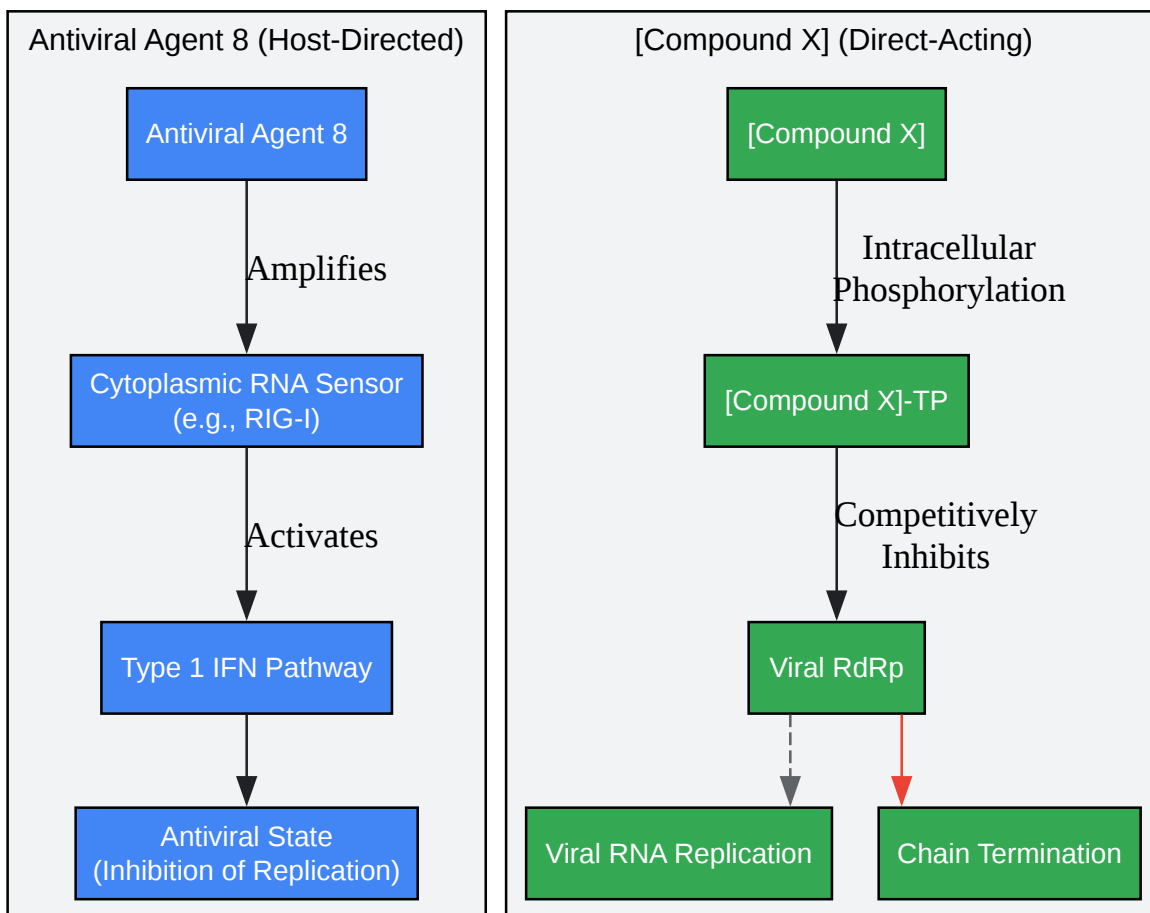 Antiviral Agent 8 (Host-Directed)
Antiviral Agent 8
Amplifies
Cytoplasmic RNA Sensor
(e.g., RIG-I)
Activates
Type 1 IFN Pathway
Antiviral State
(Inhibition of Replication)
[Compound X] (Direct-Acting)
[Compound X]
Intracellular
Phosphorylation
[Compound X]-TP
Competitively
Inhibits
Viral RdRp
Viral RNA Replication
Chain Termination